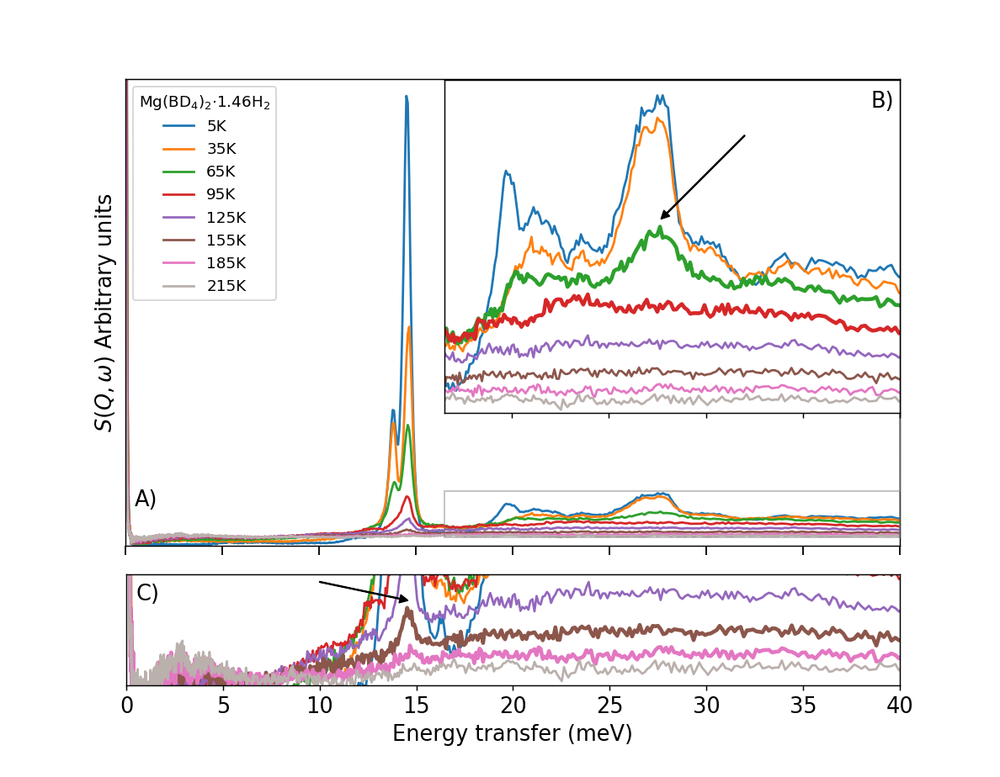 Mg(BD₄)₂·1.46H₂
5K
35K
65K
95K
125K
155K
185K
215K
B)
S(Q, ω) Arbitrary units
A)
C)
0 5 10 15 20 25 30 35 40
Energy transfer (meV)